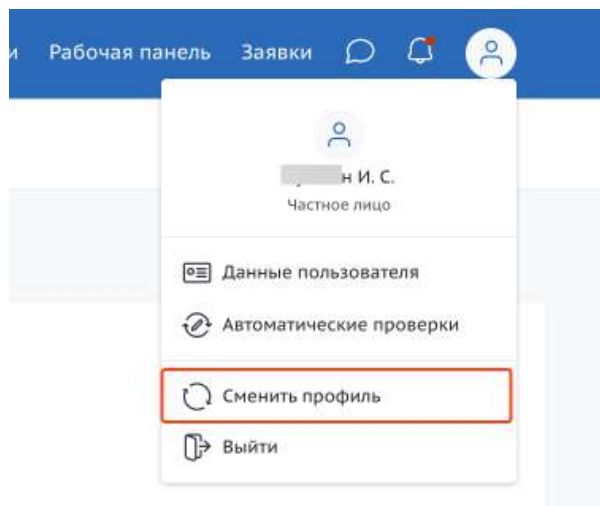 Рабочая панель Заявки
И. С.
Частное лицо
Данные пользователя
Автоматические проверки
Сменить профиль
Выйти